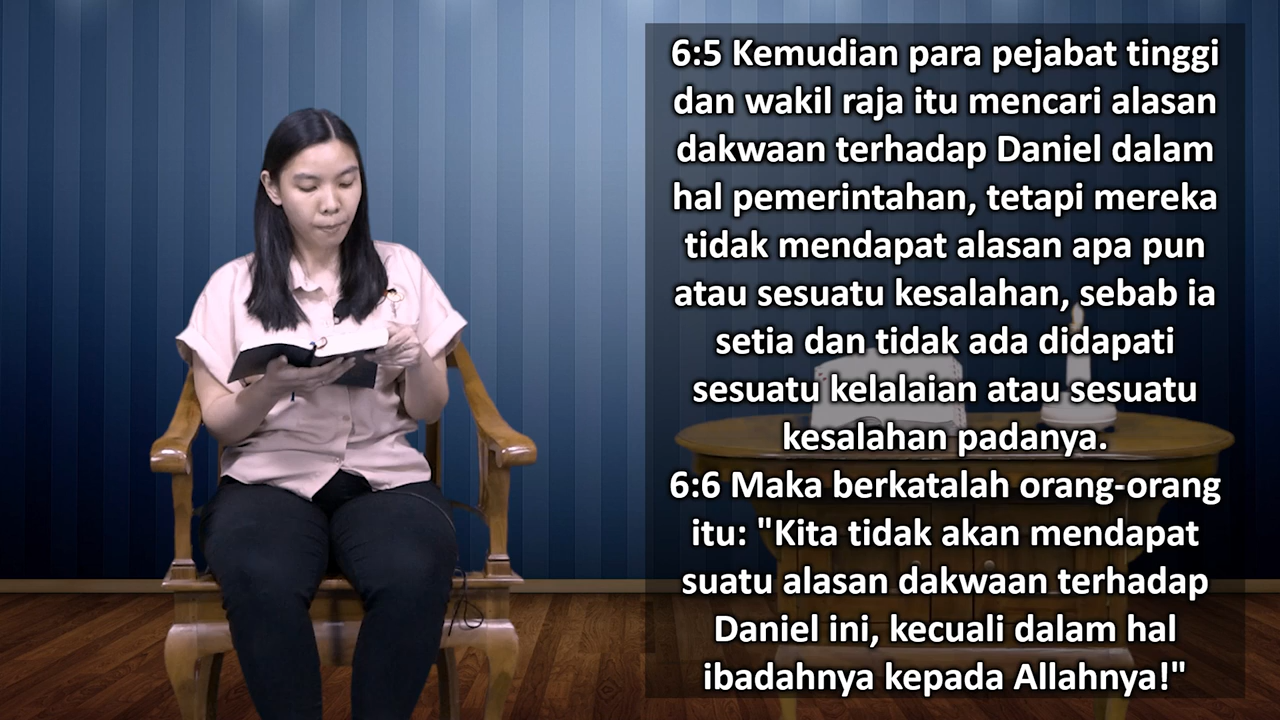 6:5 Kemudian para pejabat tinggi
dan wakil raja itu mencari alasan
dakwaan terhadap Daniel dalam
hal pemerintahan, tetapi mereka
tidak mendapat alasan apa pun
atau sesuatu kesalahan, sebab ia
setia dan tidak ada didapati
sesuatu kelalaian atau sesuatu
kesalahan padanya.
6:6 Maka berkatalah orang-orang
itu: "Kita tidak akan mendapat
suatu alasan dakwaan terhadap
Daniel ini, kecuali dalam hal
ibadahnya kepada Allahnya!"